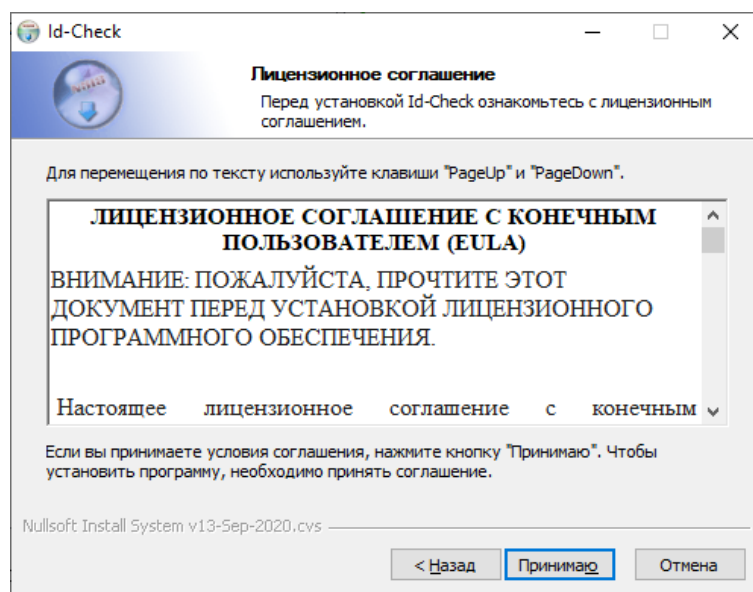 Id-Check
Лицензионное соглашение
Перед установкой Id-Check ознакомьтесь с лицензионным
соглашением.
Для перемещения по тексту используйте клавиши "PageUp" и "PageDown".
ЛИЦЕНЗИОННОЕ СОГЛАШЕНИЕ С КОНЕЧНЫМ
ПОЛЬЗОВАТЕЛЕМ (EULA)
ВНИМАНИЕ: ПОЖАЛУЙСТА, ПРОЧТИТЕ ЭТОТ
ДОКУМЕНТ ПЕРЕД УСТАНОВКОЙ ЛИЦЕНЗИОННОГО
ПРОГРАММНОГО ОБЕСПЕЧЕНИЯ.
Настоящее лицензионное соглашение с конечным
Если вы принимаете условия соглашения, нажмите кнопку "Принимаю". Чтобы
установить программу, необходимо принять соглашение.
Nullsoft Install System v13-Sep-2020.cvs
< Назад Принимаю Отмена